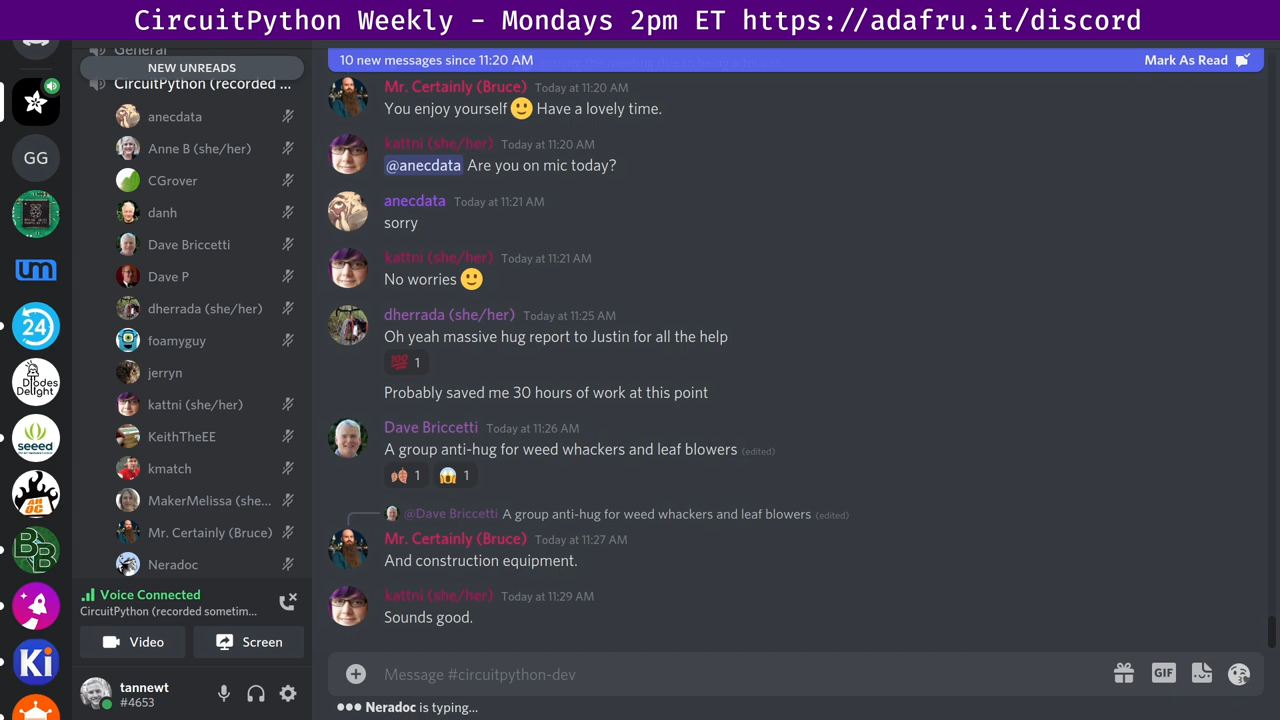 CircuitPython Weekly - Mondays 2pm ET https://adafru.it/discord
General
NEW UNREADS
CircuitPython (recorded ...
anecdata
Anne B (she/her)
CGrover
danh
Dave Briccetti
Dave P
dherrada (she/her)
foamyguy
jerryn
kattni (she/her)
KeithTheEE
kmatch
MakerMelissa (she...
Mr. Certainly (Bruce)
Neradoc
Voice Connected
CircuitPython (recorded sometim...
Video
Screen
tannewt
#4653
GG
um
24
Diodes
Delight
seeed
BB
Ki
10 new messages since 11:20 AM
Mark As Read
Mr. Certainly (Bruce) Today at 11:20 AM
You enjoy yourself 🙂 Have a lovely time.
kattni (she/her) Today at 11:20 AM
@anecdata Are you on mic today?
anecdata Today at 11:21 AM
sorry
kattni (she/her) Today at 11:21 AM
No worries 🙂
dherrada (she/her) Today at 11:25 AM
Oh yeah massive hug report to Justin for all the help
💯 1
Probably saved me 30 hours of work at this point
Dave Briccetti Today at 11:26 AM
A group anti-hug for weed whackers and leaf blowers (edited)
🍂 1 😱 1
@Dave Briccetti A group anti-hug for weed whackers and leaf blowers (edited)
Mr. Certainly (Bruce) Today at 11:27 AM
And construction equipment.
kattni (she/her) Today at 11:29 AM
Sounds good.
Message #circuitpython-dev
GIF
Neradoc is typing...